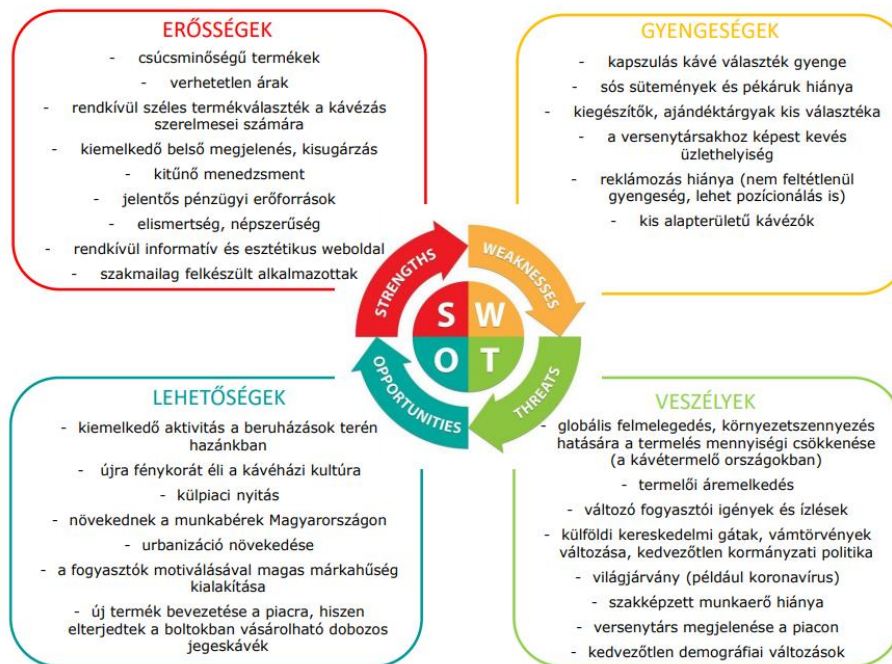 ERŐSSÉGEK
- csúcsminőségű termékek
- verhetetlen árak
- rendkívül széles termékválaszték a kávézás
szerelmesei számára
- kiemelkedő belső megjelenés, kisugárzás
- kitűnő menedzsment
- jelentős pénzügyi erőforrások
- elismertség, népszerűség
- rendkívül informatív és esztétikus weboldal
- szakmailag felkészült alkalmazottak
GYENGESÉGEK
- kapszulás kávé választék gyenge
- sós sütemények és pékáruk hiánya
- kiegészítők, ajándéktárgyak kis választéka
- a versenytársakhoz képest kevés
üzlethelyiség
- reklámozás hiánya (nem feltétlenül
gyengeség, lehet pozícionálás is)
- kis alapterületű kávézók
STRENGTHS
WEAKNESSES
S W
O T
OPPORTUNITIES
THREATS
LEHETŐSÉGEK
- kiemelkedő aktivitás a beruházások terén
hazánkban
- újra fénykorát éli a kávéházi kultúra
- külpiaci nyitás
- növekednek a munkabérek Magyarországon
- urbanizáció növekedése
- a fogyasztók motiválásával magas márkahűség
kialakítása
- új termék bevezetése a piacra, hiszen
elterjedtek a boltokban vásárolható dobozos
jegeskávék
VESZÉLYEK
- globális felmelegedés, környezetszennyezés
hatására a termelés mennyiségi csökkenése
(a kávétermelő országokban)
- termelői áremelkedés
- változó fogyasztói igények és ízlések
- külföldi kereskedelmi gátak, vámtörvények
változása, kedvezőtlen kormányzati politika
- világjárvány (például koronavírus)
- szakképzett munkaerő hiánya
- versenytárs megjelenése a piacon
- kedvezőtlen demográfiai változások